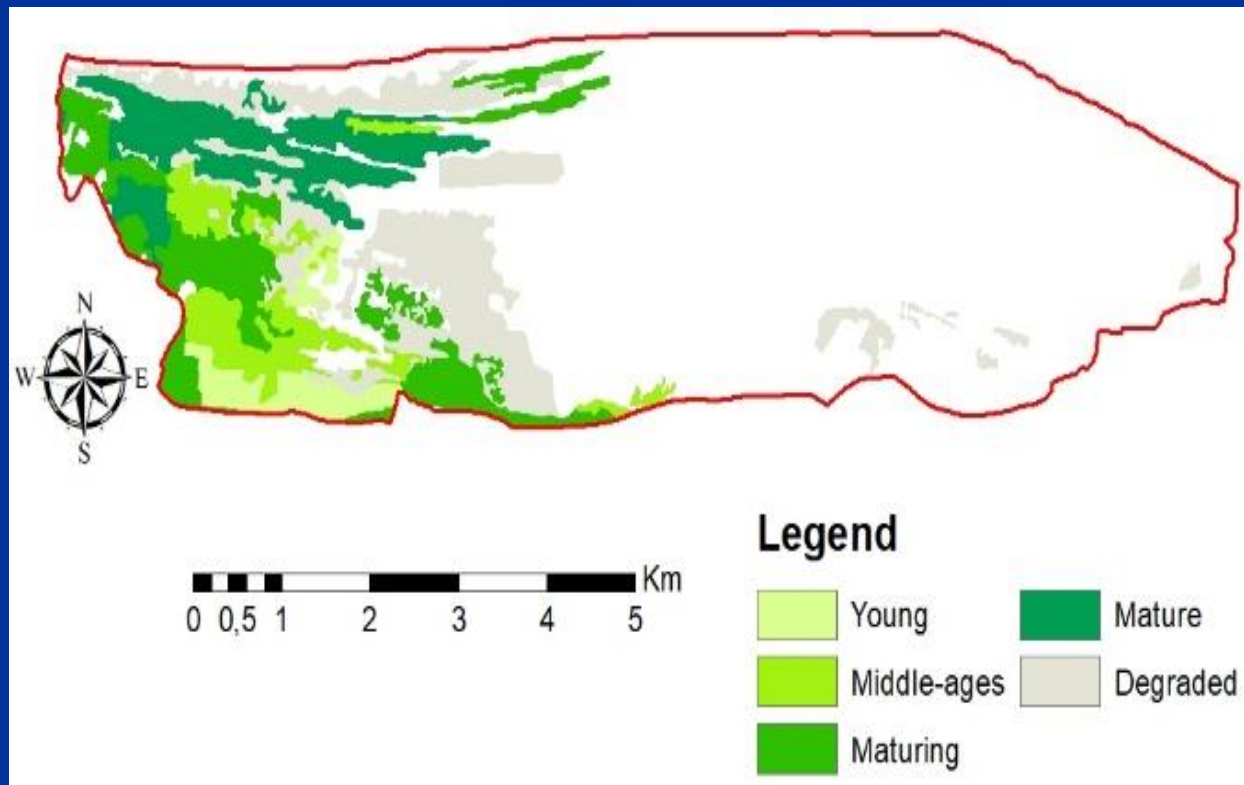 N
W E
S
Km
0 0,5 1 2 3 4 5
Legend
Young Mature
Middle-ages Degraded
Maturing